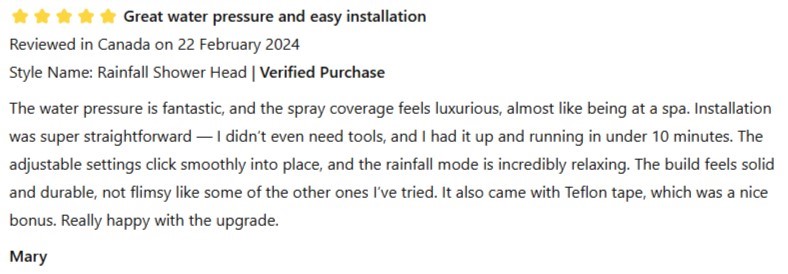 Great water pressure and easy installation
Reviewed in Canada on 22 February 2024
Style Name: Rainfall Shower Head | Verified Purchase
The water pressure is fantastic, and the spray coverage feels luxurious, almost like being at a spa. Installation
was super straightforward — I didn't even need tools, and I had it up and running in under 10 minutes. The
adjustable settings click smoothly into place, and the rainfall mode is incredibly relaxing. The build feels solid
and durable, not flimsy like some of the other ones I've tried. It also came with Teflon tape, which was a nice
bonus. Really happy with the upgrade.
Mary